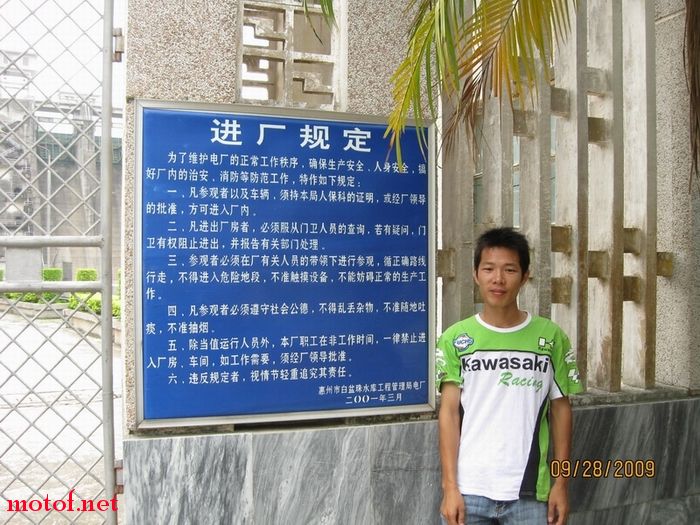 进厂规定
为了维护电厂的正常工作秩序，确保生产安全、人身安全，搞
好厂内的治安、消防等防范工作，特作如下规定：
一、凡参观者以及车辆，须持本局人保科的证明，或经厂领导
的批准，方可进入厂内。
二、凡进出厂房者，必须服从门卫人员的查询，若有疑问，门
卫有权阻止进出，并报告有关部门处理。
三、参观者必须在厂有关人员的带领下进行参观，循正确路线
行走，不得进入危险地段，不准触摸设备，不能妨碍正常的生产工
作。
四、凡参观者必须遵守社会公德，不得乱丢杂物，不准随地吐
痰，不准抽烟。
五、除当值运行人员外，本厂职工在非工作时间，一律禁止进
入厂房、车间，如工作需要，须经厂领导批准。
六、违反规定者，视情节轻重追究其责任。
惠州市白盆珠水库工程管理局电厂
二〇〇一年三月
Kawasaki
Racing
09/28/2009
motof.net